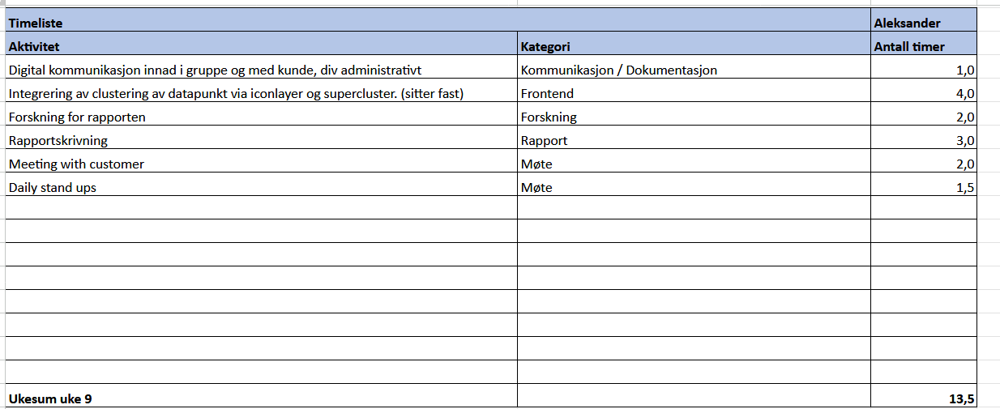 Timeliste Aleksander
Aktivitet Kategori Antall timer
Digital kommunikasjon innad i gruppe og med kunde, div administrativt Kommunikasjon / Dokumentasjon 1,0
Integrering av clustering av datapunkt via iconlayer og supercluster. (sitter fast) Frontend 4,0
Forskning for rapporten Forskning 2,0
Rapportskrivning Rapport 3,0
Meeting with customer Møte 2,0
Daily stand ups Møte 1,5
Ukesum uke 9 13,5